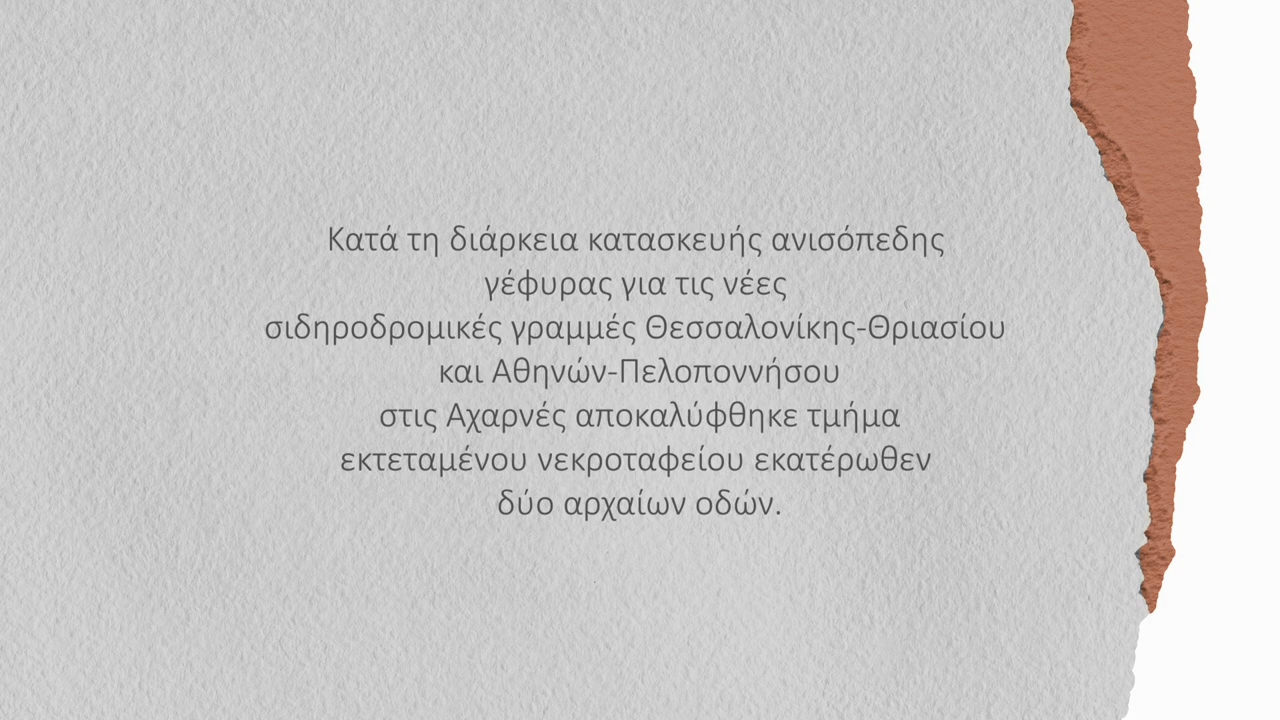 Κατά τη διάρκεια κατασκευής ανισόπεδης
γέφυρας για τις νέες
σιδηροδρομικές γραμμές Θεσσαλονίκης-Θριασίου
και Αθηνών-Πελοποννήσου
στις Αχαρνές αποκαλύφθηκε τμήμα
εκτεταμένου νεκροταφείου εκατέρωθεν
δύο αρχαίων οδών.